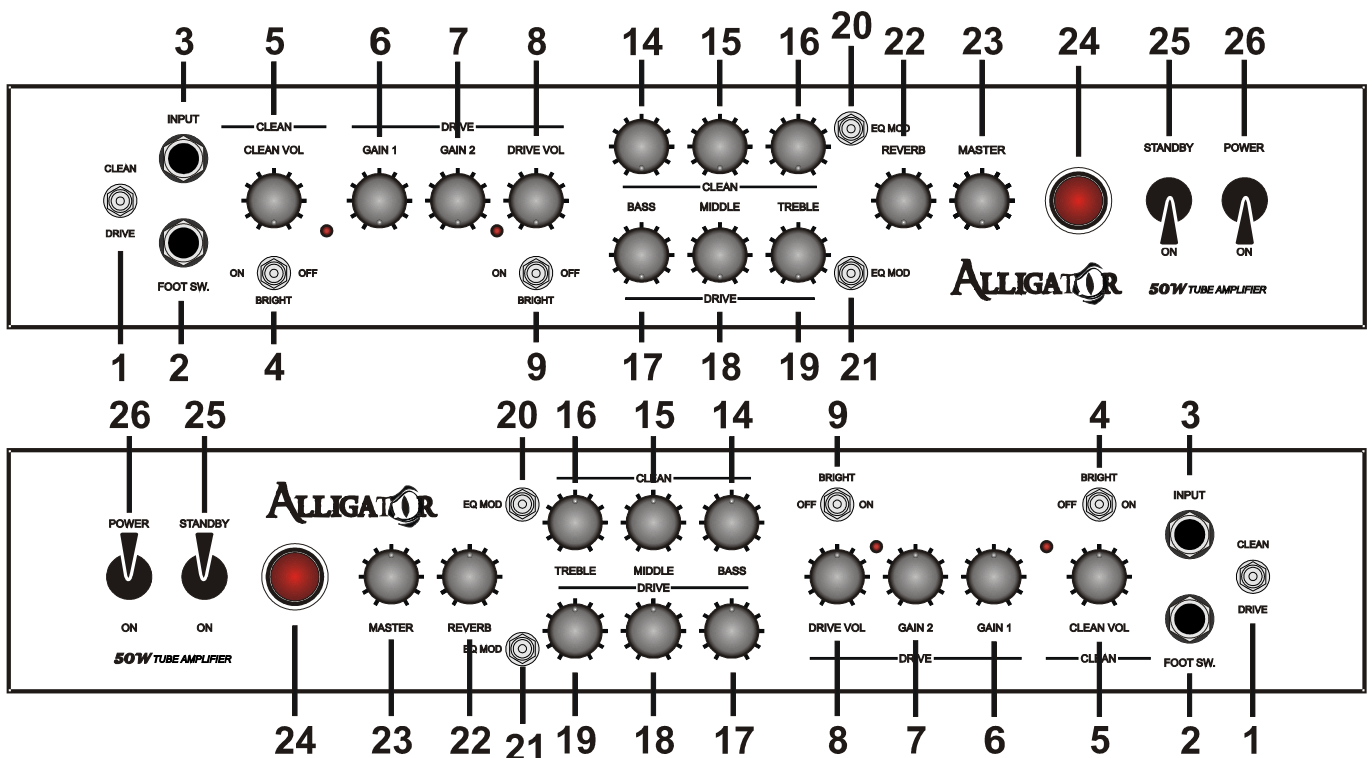 3 5 6 7 8 14 15 16 20 22 23 24 25 26
INPUT
CLEAN DRIVE
CLEAN VOL GAIN 1 GAIN 2 DRIVE VOL
EQ MOD
REVERB MASTER STANDBY POWER
CLEAN
CLEAN
BASS MIDDLE TREBLE
DRIVE
ON ON
ON OFF ON OFF EQ MOD
FOOT SW.
BRIGHT BRIGHT
ALLIGATOR 50W TUBE AMPLIFIER
DRIVE
1 2 4 9 17 18 19 21
26 25 20 16 15 14 9 4 3
CLEAN
BRIGHT BRIGHT
ALLIGATOR
EQ MOD
OFF ON OFF ON
INPUT
POWER STANDBY
CLEAN
TREBLE MIDDLE BASS
DRIVE
DRIVE
ON ON
MASTER REVERB
DRIVE VOL GAIN 2 GAIN 1 CLEAN VOL
EQ MOD
50W TUBE AMPLIFIER
DRIVE CLEAN
FOOT SW.
24 23 22 21 19 18 17 8 7 6 5 2 1